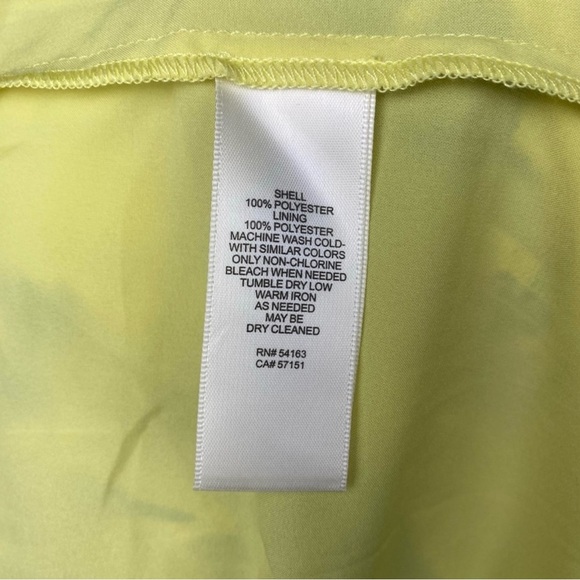 SHELL
100% POLYESTER
LINING
100% POLYESTER
MACHINE WASH COLD-
WITH SIMILAR COLORS
ONLY NON-CHLORINE
BLEACH WHEN NEEDED
TUMBLE DRY LOW
WARM IRON
AS NEEDED
MAY BE
DRY CLEANED
RN# 54163
CA# 57151